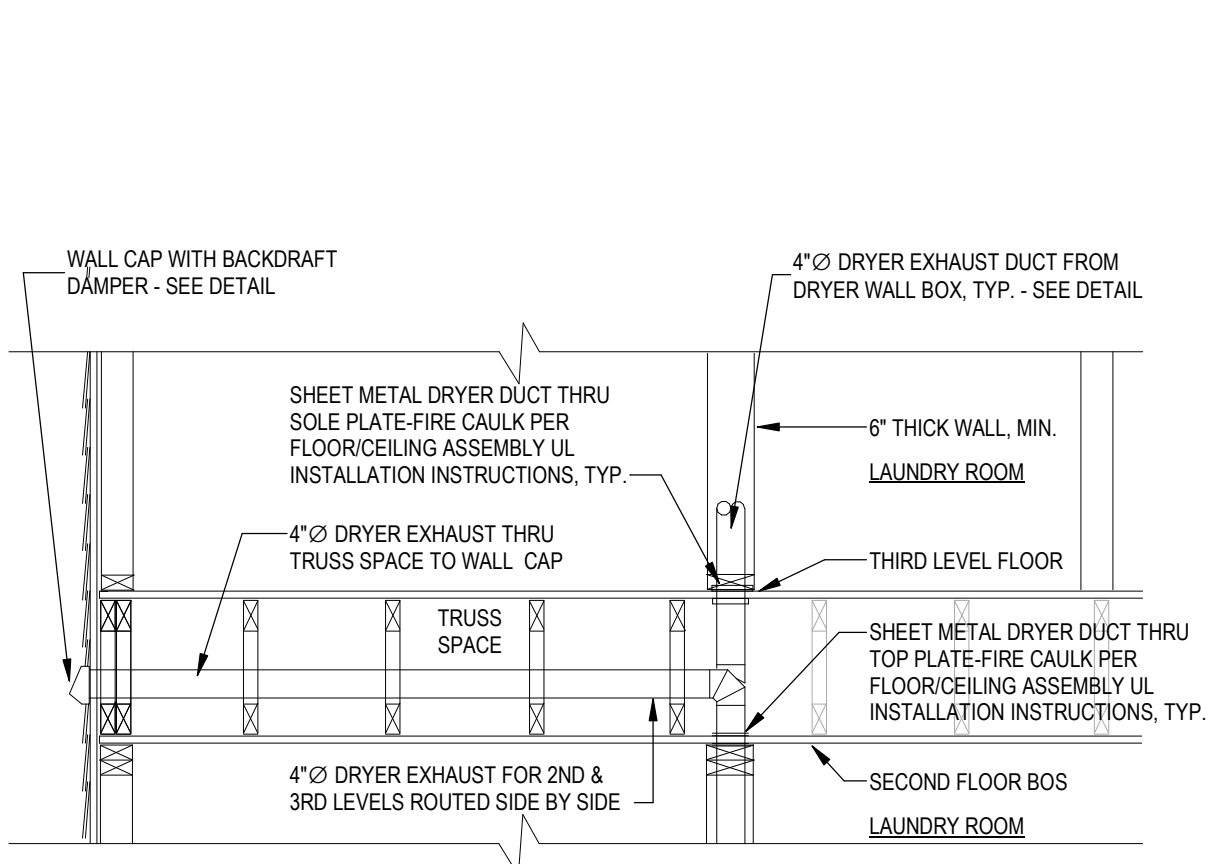 WALL CAP WITH BACKDRAFT
DAMPER - SEE DETAIL
4"∅ DRYER EXHAUST DUCT FROM
DRYER WALL BOX, TYP. - SEE DETAIL
SHEET METAL DRYER DUCT THRU
SOLE PLATE-FIRE CAULK PER
FLOOR/CEILING ASSEMBLY UL
INSTALLATION INSTRUCTIONS, TYP.
6" THICK WALL, MIN.
LAUNDRY ROOM
4"∅ DRYER EXHAUST THRU
TRUSS SPACE TO WALL CAP
THIRD LEVEL FLOOR
TRUSS
SPACE
SHEET METAL DRYER DUCT THRU
TOP PLATE-FIRE CAULK PER
FLOOR/CEILING ASSEMBLY UL
INSTALLATION INSTRUCTIONS, TYP.
4"∅ DRYER EXHAUST FOR 2ND &
3RD LEVELS ROUTED SIDE BY SIDE
SECOND FLOOR BOS
LAUNDRY ROOM